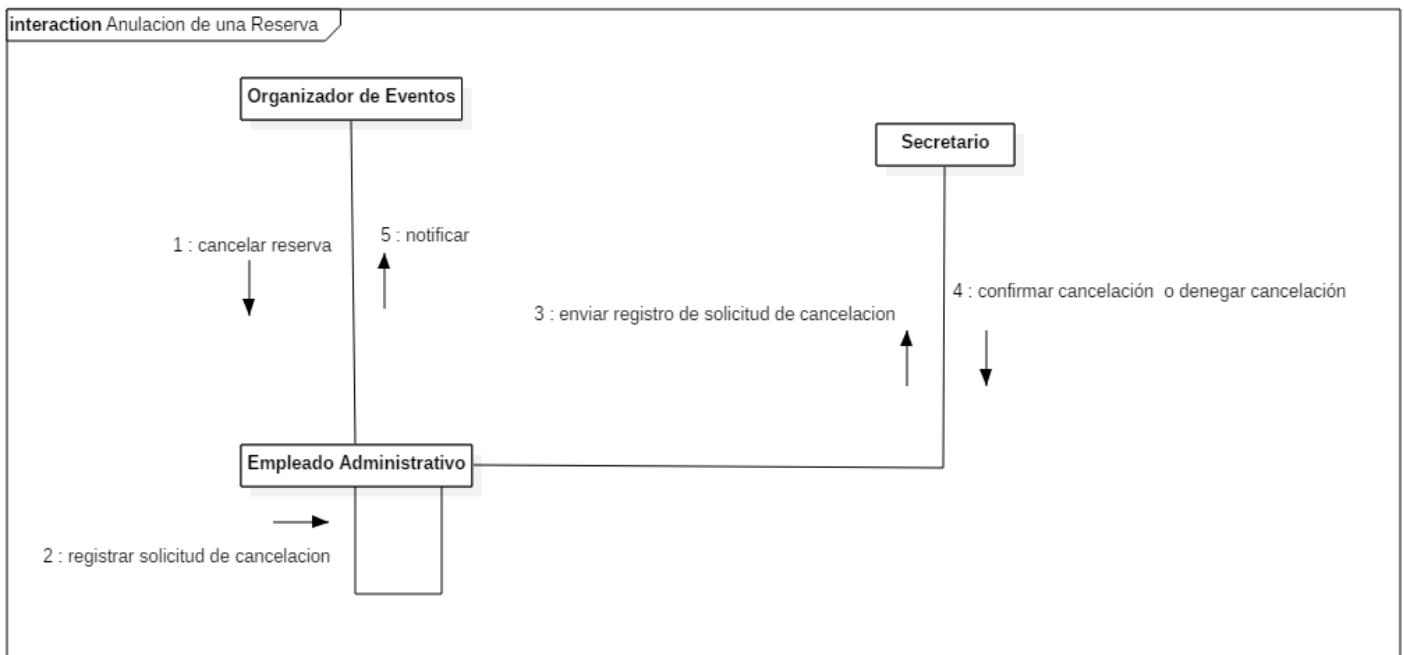 interaction Anulacion de una Reserva
Organizador de Eventos
Secretario
1 : cancelar reserva
5 : notificar
3 : enviar registro de solicitud de cancelacion
4 : confirmar cancelación o denegar cancelación
Empleado Administrativo
2 : registrar solicitud de cancelacion